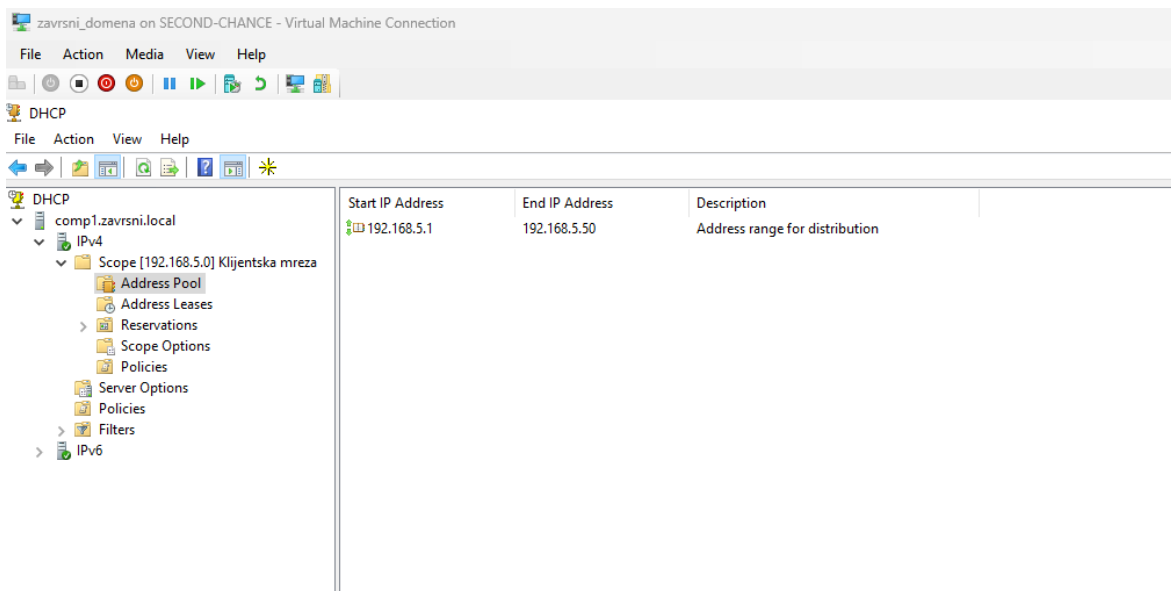 zavrsni_domena on SECOND-CHANCE - Virtual Machine Connection
File Action Media View Help
DHCP
File Action View Help
DHCP
comp1.zavrsni.local
IPv4
Scope [192.168.5.0] Klijentska mreza
Address Pool
Address Leases
Reservations
Scope Options
Policies
Server Options
Policies
Filters
IPv6
Start IP Address End IP Address Description
192.168.5.1 192.168.5.50 Address range for distribution